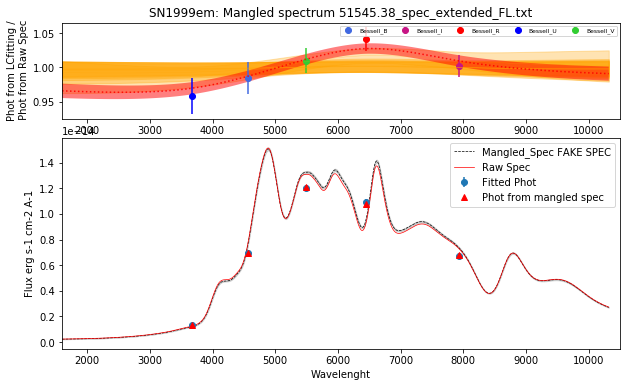 SN1999em: Mangled spectrum 51545.38_spec_extended_FL.txt
Phot from LCfitting /
Phot from Raw Spec
1.05
1.00
0.95
Bessell_B
Bessell_I
Bessell_R
Bessell_U
Bessell_V
2000 3000 4000 5000 6000 7000 8000 9000 10000
1e−14
Flux erg s-1 cm-2 A-1
1.4
1.2
1.0
0.8
0.6
0.4
0.2
0.0
Mangled_Spec FAKE SPEC
Raw Spec
Fitted Phot
Phot from mangled spec
2000 3000 4000 5000 6000 7000 8000 9000 10000
Wavelenght